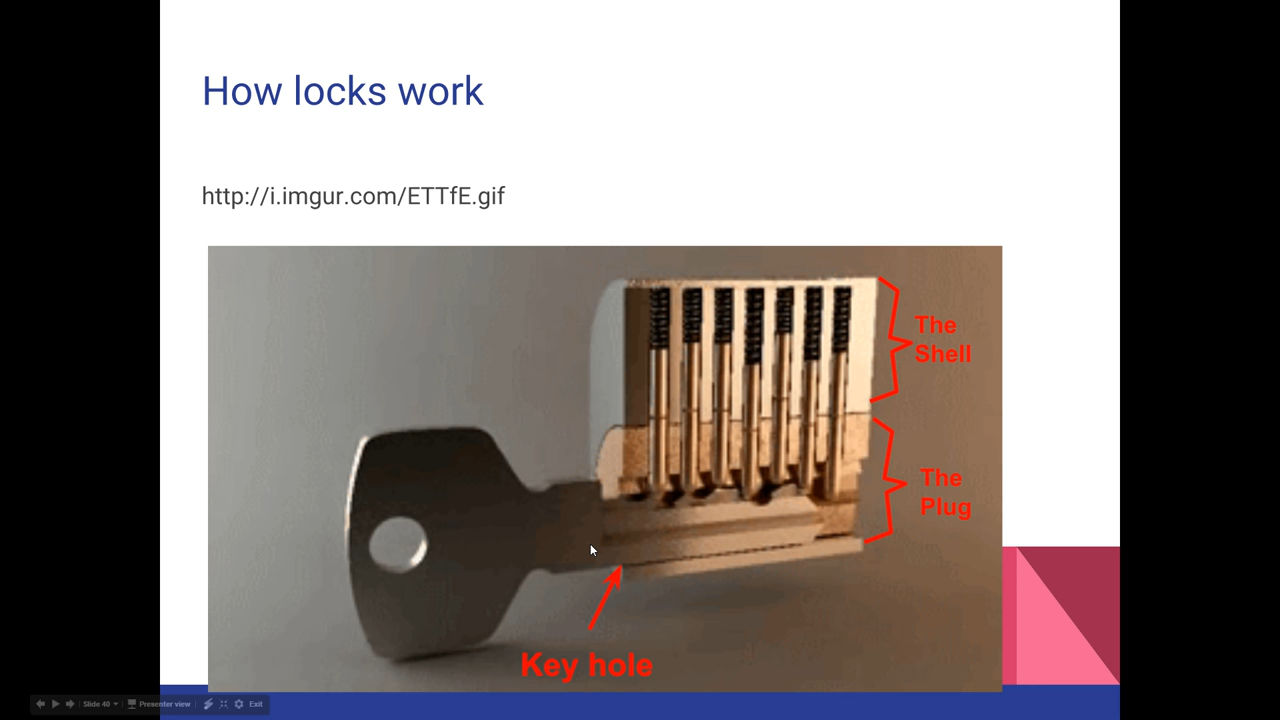 How locks work
http://i.imgur.com/ETTfE.gif
The
Shell
The
Plug
Key hole
Slide 40
Presenter view
Exit